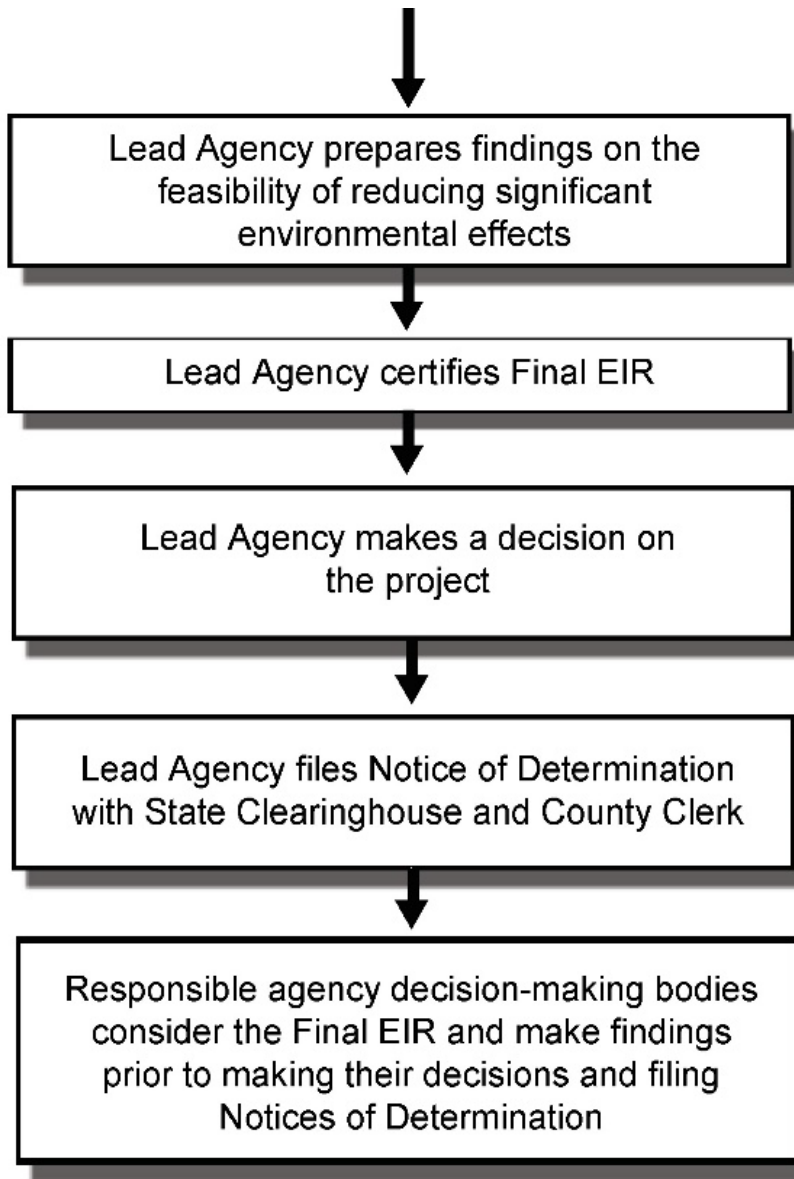 Lead Agency prepares findings on the
feasibility of reducing significant
environmental effects
Lead Agency certifies Final EIR
Lead Agency makes a decision on
the project
Lead Agency files Notice of Determination
with State Clearinghouse and County Clerk
Responsible agency decision-making bodies
consider the Final EIR and make findings
prior to making their decisions and filing
Notices of Determination